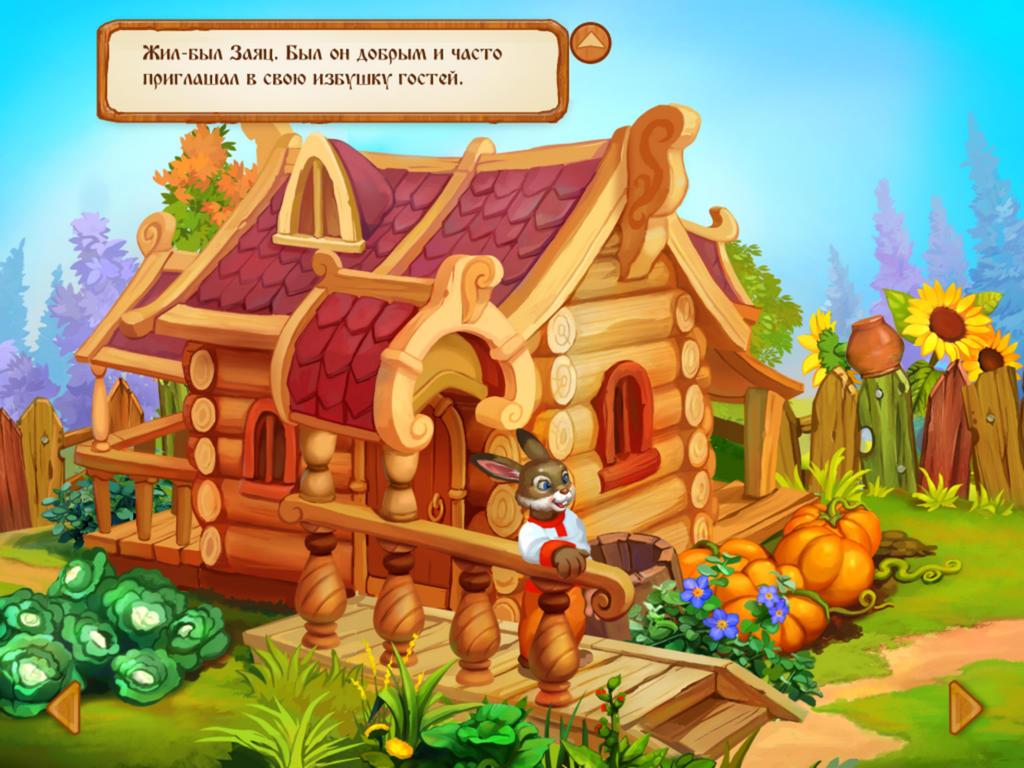 Жил-был Заяц. Был он добрым и часто
приглашал в свою избушку гостей.